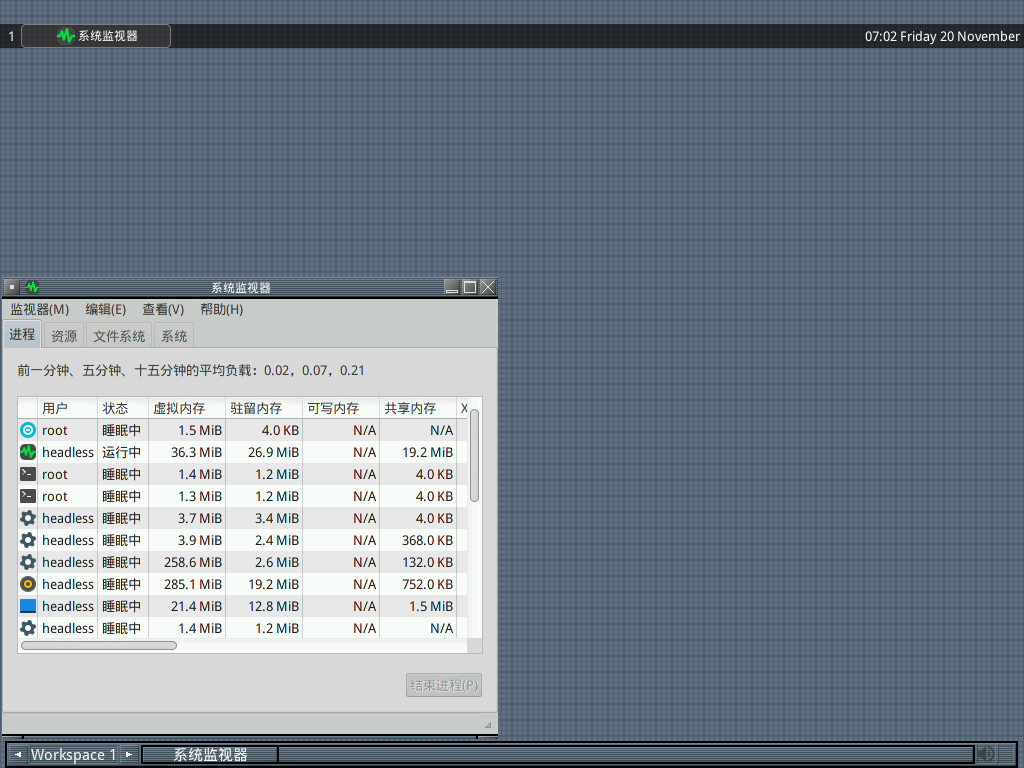 1 系统监视器 07:02 Friday 20 November
系统监视器
监视器(M) 编辑(E) 查看(V) 帮助(H)
进程 资源 文件系统 系统
前一分钟、五分钟、十五分钟的平均负载：0.02，0.07，0.21
用户 状态 虚拟内存 驻留内存 可写内存 共享内存 X
root 睡眠中 1.5 MiB 4.0 KB N/A N/A
headless 运行中 36.3 MiB 26.9 MiB N/A 19.2 MiB
root 睡眠中 1.4 MiB 1.2 MiB N/A 4.0 KB
root 睡眠中 1.3 MiB 1.2 MiB N/A 4.0 KB
headless 睡眠中 3.7 MiB 3.4 MiB N/A 4.0 KB
headless 睡眠中 3.9 MiB 2.4 MiB N/A 368.0 KB
headless 睡眠中 258.6 MiB 2.6 MiB N/A 132.0 KB
headless 睡眠中 285.1 MiB 19.2 MiB N/A 752.0 KB
headless 睡眠中 21.4 MiB 12.8 MiB N/A 1.5 MiB
headless 睡眠中 1.4 MiB 1.2 MiB N/A N/A
结束进程(P)
Workspace 1 系统监视器